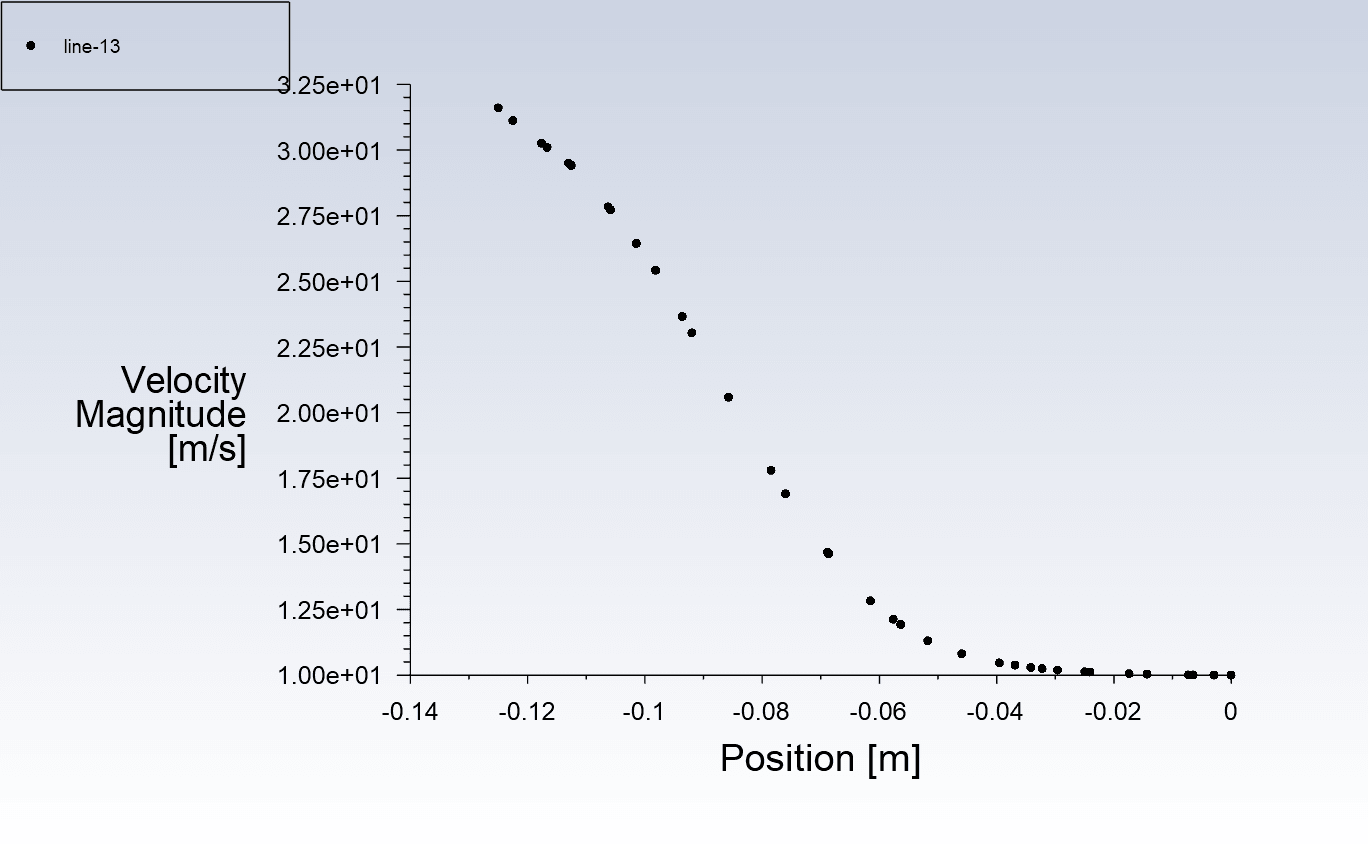 line-13
3.25e+01
3.00e+01
2.75e+01
2.50e+01
2.25e+01
2.00e+01
1.75e+01
1.50e+01
1.25e+01
1.00e+01
Velocity
Magnitude
[m/s]
-0.14 -0.12 -0.1 -0.08 -0.06 -0.04 -0.02 0
Position [m]